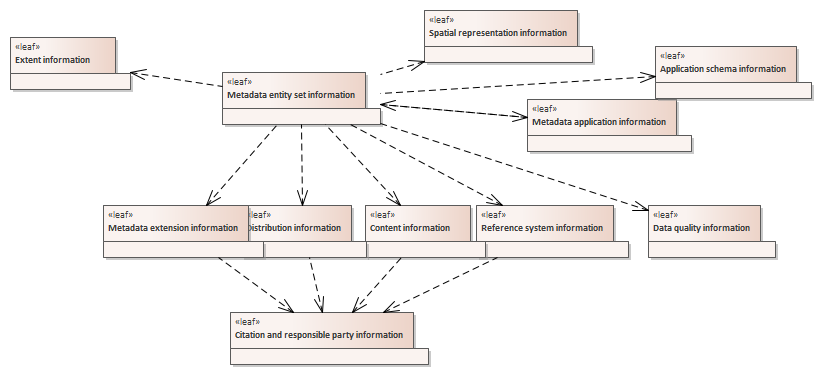 «leaf»
Spatial representation information
«leaf»
Extent information
«leaf»
Application schema information
«leaf»
Metadata entity set information
«leaf»
Metadata application information
«leaf»
Metadata extension information
«leaf»
Distribution information
«leaf»
Content information
«leaf»
Reference system information
«leaf»
Data quality information
«leaf»
Citation and responsible party information